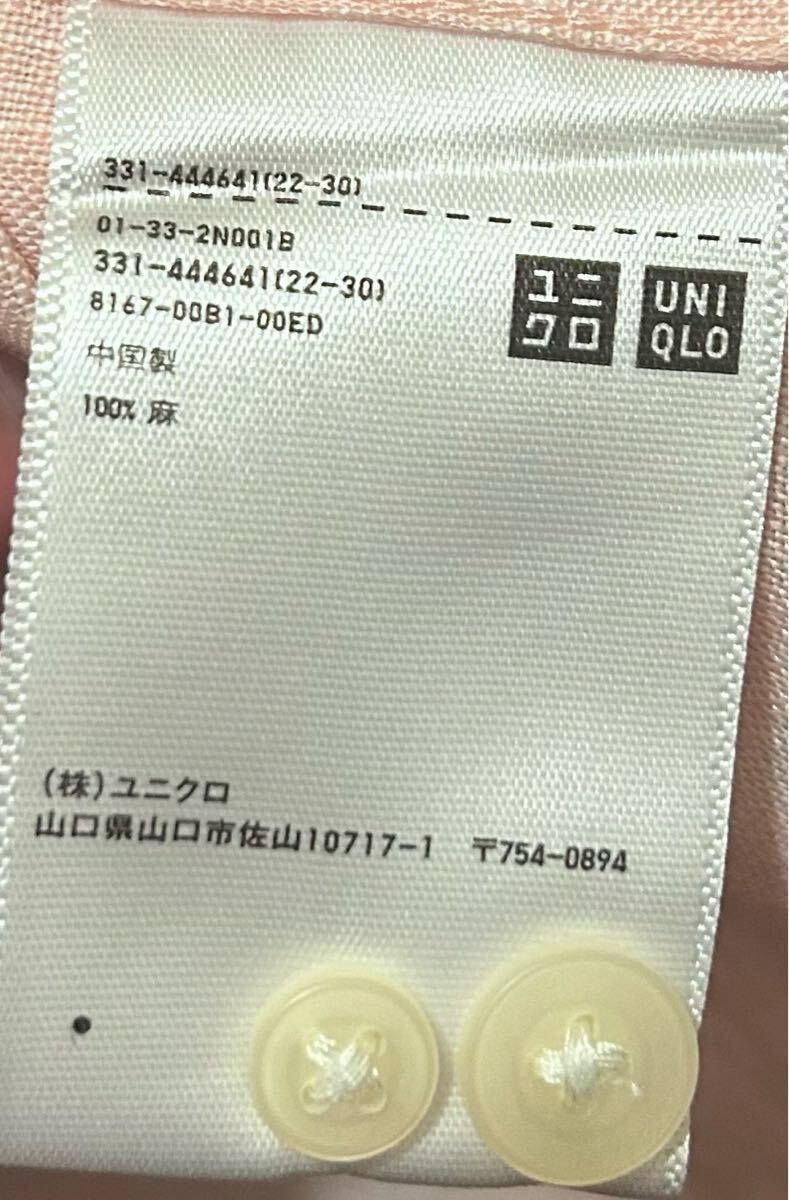 331-444641(22-30)
01-33-2N001B
331-444641(22-30)
8167-00B1-00ED
中国製
100% 麻
ユニ
クロ
UNI
QLO
(株)ユニクロ
山口県山口市佐山10717-1 〒754-0894